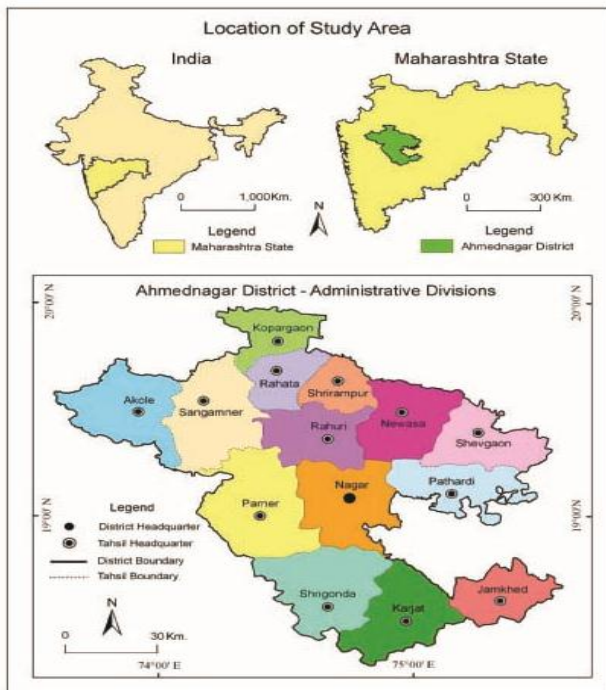 Location of Study Area
India
Maharashtra State
0 1,000Km.
N
0 300 Km.
Legend
Maharashtra State
Legend
Ahmednagar District
Ahmednagar District - Administrative Divisions
20°00' N
20°00' N
Kopargaon
Rahata
Shrirampur
Akole
Sangamner
Newasa
Rahuri
Shevgaon
Pathardi
Nagar
Parner
19°00' N
19°00' N
Legend
District Headquarter
Tahsil Headquarter
District Boundary
Tahsil Boundary
Shrigonda
Karjat
Jamkhed
N
0 30 Km.
74°00' E
75°00' E